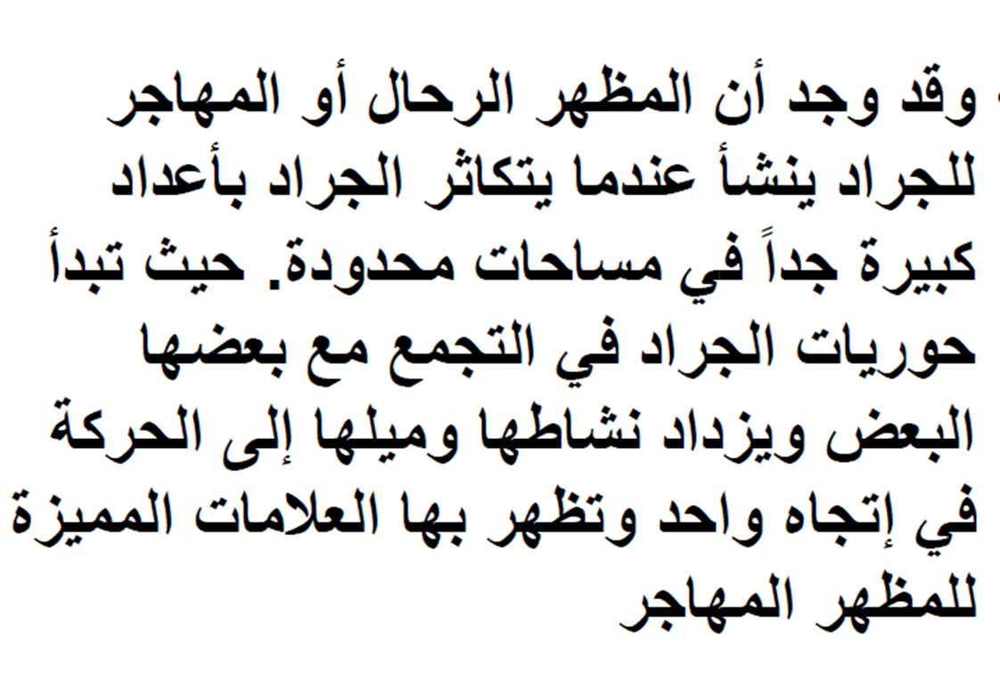 وقد وجد أن المظهر الرحال أو المهاجر
للجراد ينشأ عندما يتكاثر الجراد بأعداد
كبيرة جداً في مساحات محدودة. حيث تبدأ
حوريات الجراد في التجمع مع بعضها
البعض ويزداد نشاطها وميلها إلى الحركة
في إتجاه واحد وتظهر بها العلامات المميزة
للمظهر المهاجر